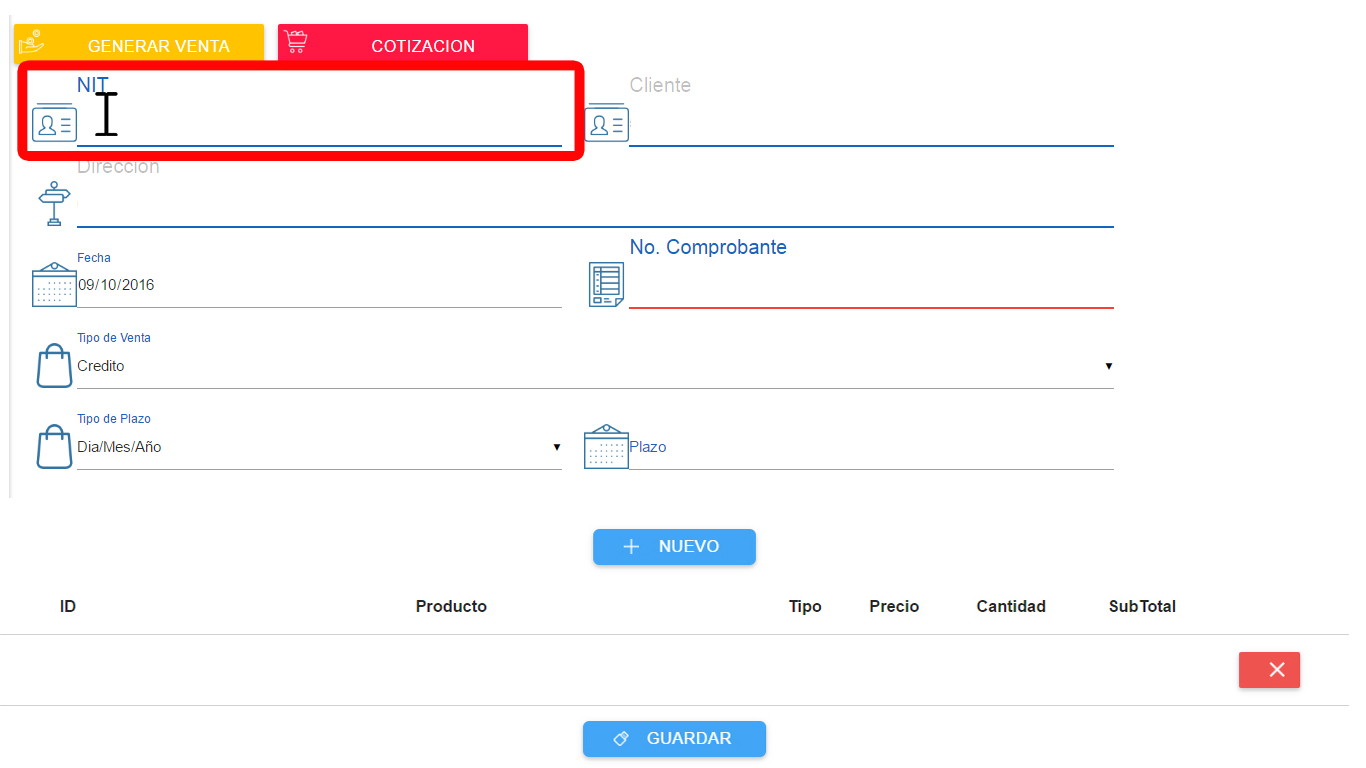 GENERAR VENTA
COTIZACION
NIT
Cliente
Direccion
Fecha
09/10/2016
No. Comprobante
Tipo de Venta
Credito
Tipo de Plazo
Dia/Mes/Año
Plazo
NUEVO
ID Producto Tipo Precio Cantidad SubTotal
GUARDAR